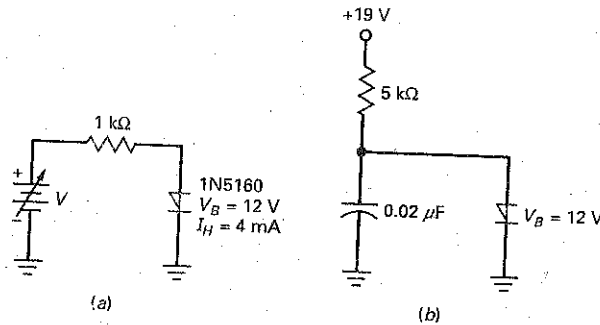 1 kΩ
+
V
−
1N5160
V_B = 12 V
I_H = 4 mA
(a)
+19 V
5 kΩ
0.02 μF
V_B = 12 V
(b)